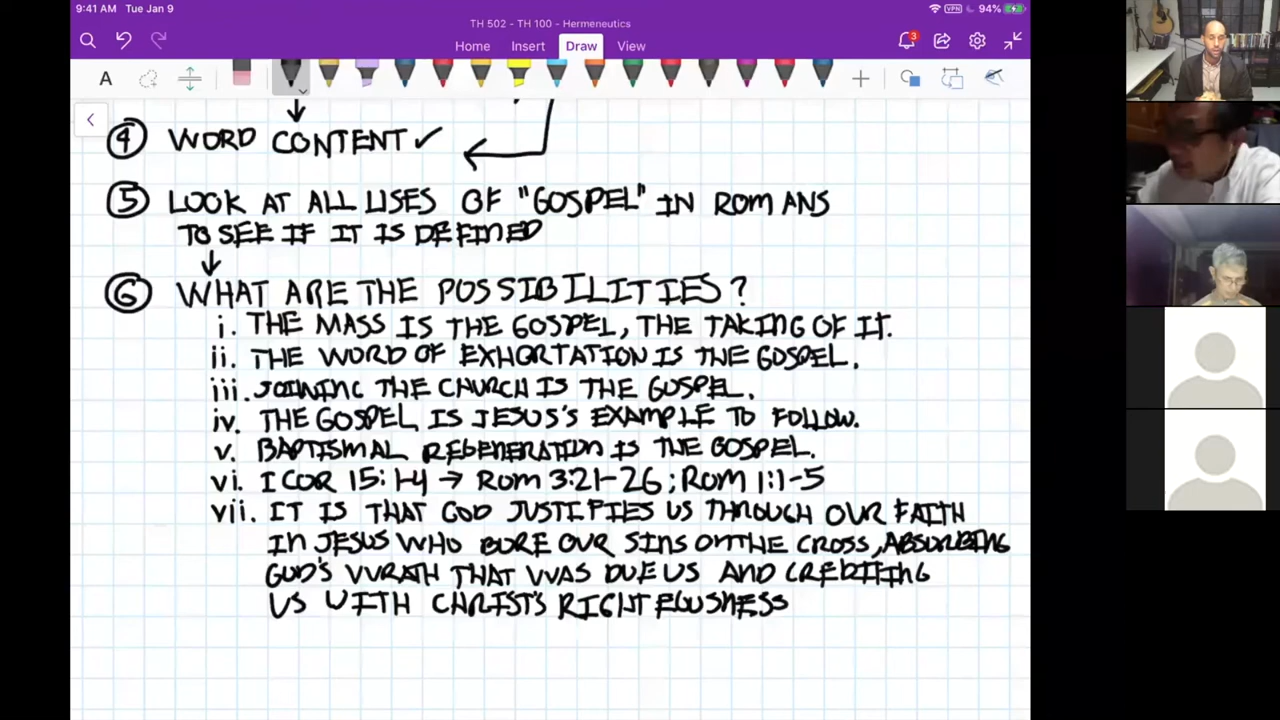 9:41 AM Tue Jan 9
VPN 94%
TH 502 - TH 100 - Hermeneutics
3
Home Insert Draw View
A
④ WORD CONTENT ✓
⑤ LOOK AT ALL USES OF "GOSPEL" IN ROMANS
TO SEE IF IT IS DEFINED
⑥ WHAT ARE THE POSSIBILITIES?
i. THE MASS IS THE GOSPEL, THE TAKING OF IT.
ii. THE WORD OF EXHORTATION IS THE GOSPEL.
iii. JOINING THE CHURCH IS THE GOSPEL.
iv. THE GOSPEL IS JESUS'S EXAMPLE TO FOLLOW.
v. BAPTISMAL REGENERATION IS THE GOSPEL.
vi. I COR 15:1-4 → Rom 3:21-26; Rom 1:1-5
vii. IT IS THAT GOD JUSTIFIES US THROUGH OUR FAITH
IN JESUS WHO BORE OUR SINS ON THE CROSS, ABSORBING
GOD'S WRATH THAT WAS DUE US AND CREDITING
US WITH CHRIST'S RIGHTEOUSNESS